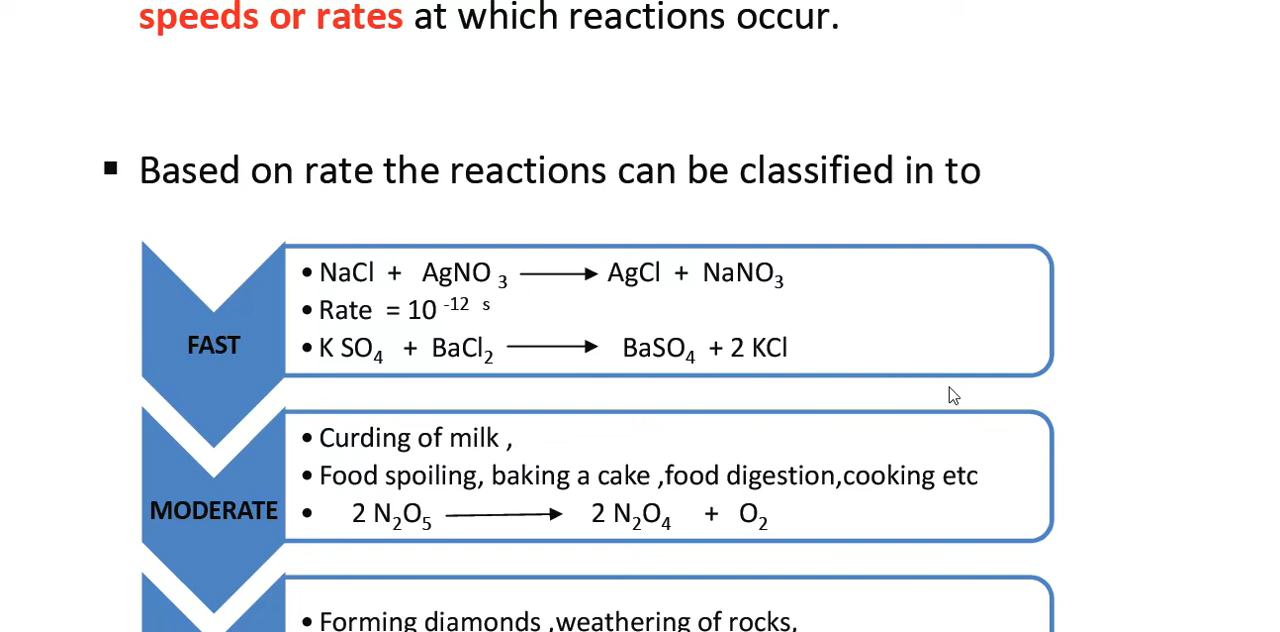 speeds or rates at which reactions occur.
▪ Based on rate the reactions can be classified in to
FAST
• NaCl + AgNO₃ ⟶ AgCl + NaNO₃
• Rate = 10⁻¹² ˢ
• K SO₄ + BaCl₂ ⟶ BaSO₄ + 2 KCl
MODERATE
• Curding of milk ,
• Food spoiling, baking a cake ,food digestion,cooking etc
• 2 N₂O₅ ⟶ 2 N₂O₄ + O₂
• Forming diamonds ,weathering of rocks,